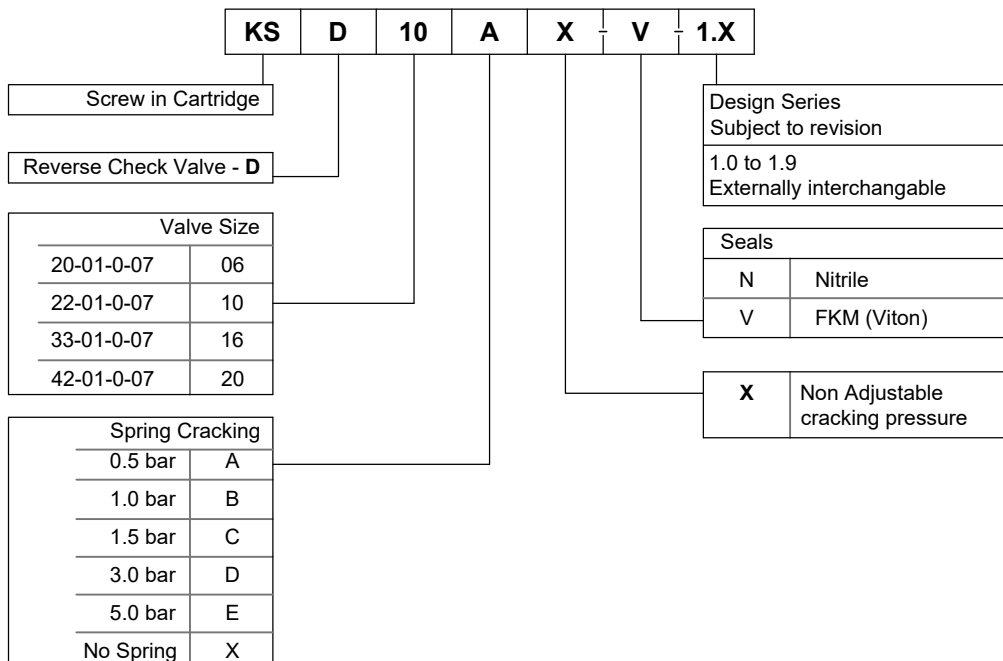 KS D 10 A X - V - 1.X
Screw in Cartridge
Reverse Check Valve - D
Valve Size
20-01-0-07 06
22-01-0-07 10
33-01-0-07 16
42-01-0-07 20
Spring Cracking
0.5 bar A
1.0 bar B
1.5 bar C
3.0 bar D
5.0 bar E
No Spring X
Design Series
Subject to revision
1.0 to 1.9
Externally interchangable
Seals
N Nitrile
V FKM (Viton)
X Non Adjustable
cracking pressure